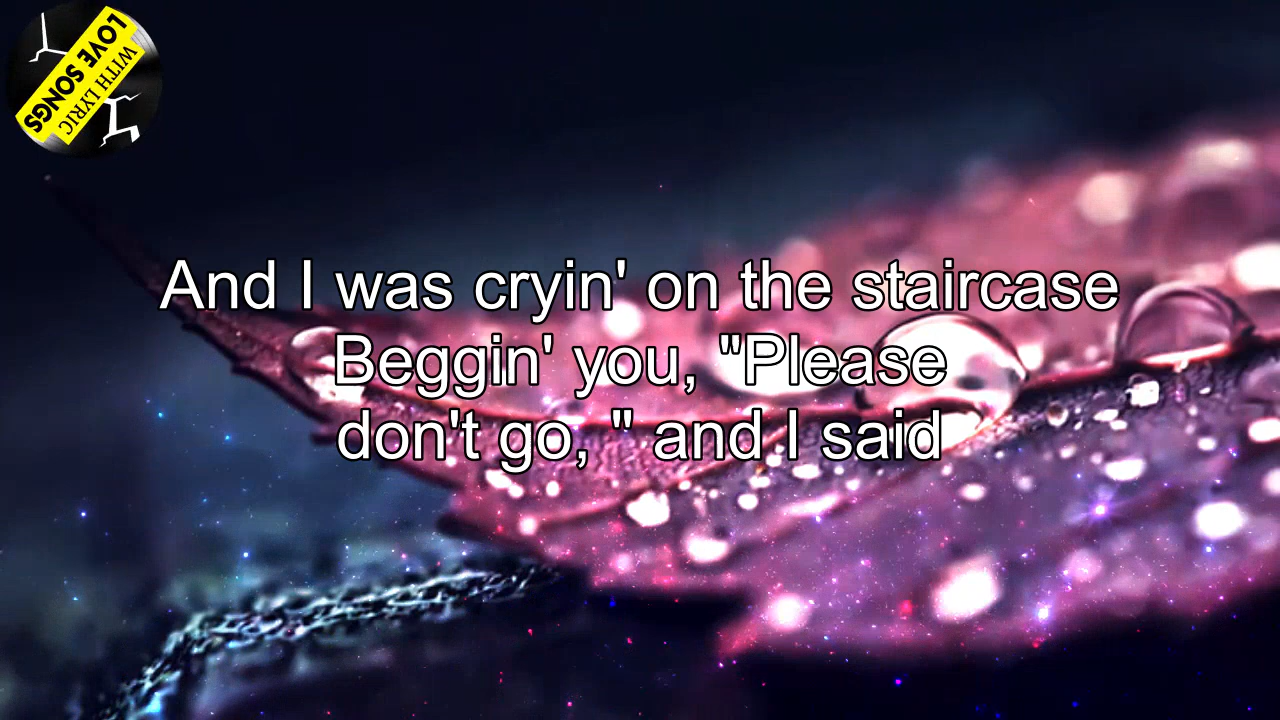 LOVE SONGS
WITH LYRIC
And I was cryin' on the staircase
Beggin' you, "Please
don't go, " and I said